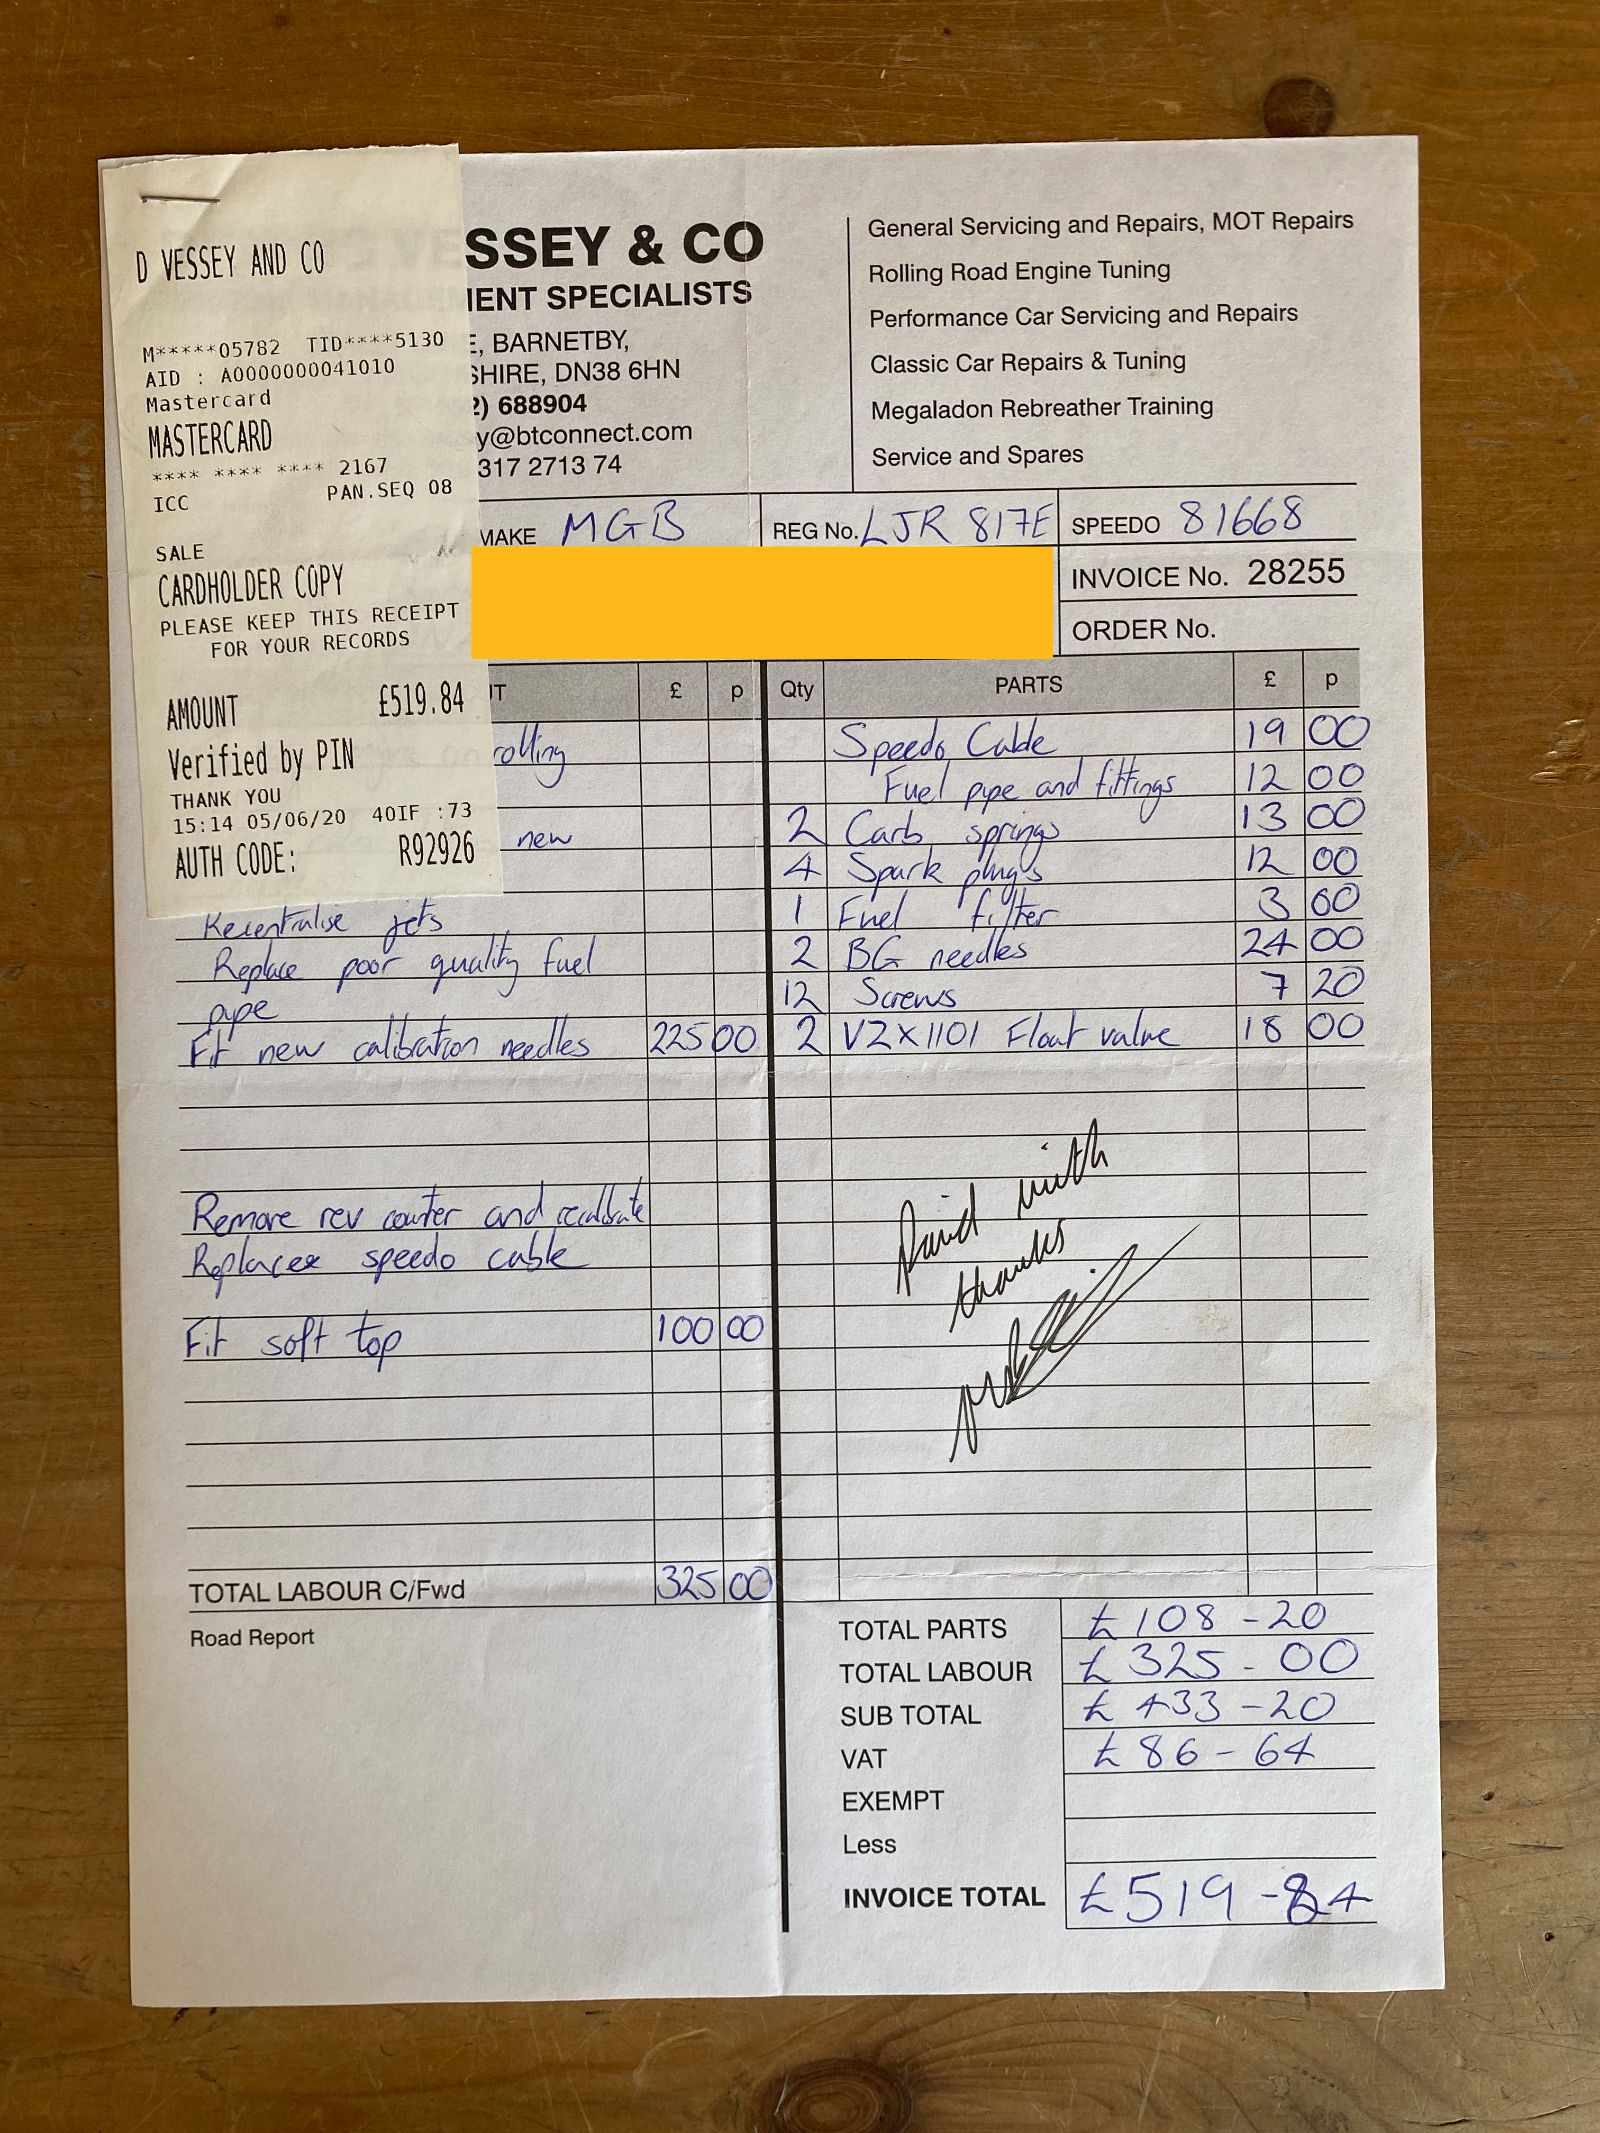 D VESSEY AND CO
M*****05782 TID****5130
AID : A0000000041010
Mastercard
MASTERCARD
**** **** **** 2167
ICC PAN.SEQ 08
SALE
CARDHOLDER COPY
PLEASE KEEP THIS RECEIPT
FOR YOUR RECORDS
AMOUNT £519.84
Verified by PIN
THANK YOU
15:14 05/06/20 40IF :73
AUTH CODE: R92926
SSEY & CO
MENT SPECIALISTS
E, BARNETBY,
SHIRE, DN38 6HN
2) 688904
y@btconnect.com
317 2713 74
General Servicing and Repairs, MOT Repairs
Rolling Road Engine Tuning
Performance Car Servicing and Repairs
Classic Car Repairs & Tuning
Megaladon Rebreather Training
Service and Spares
MAKE MGB REG No. LJR 817E SPEEDO 81668
INVOICE No. 28255
ORDER No.
UT £ p
rolling
new
Recentralise jets
Replace poor quality fuel
pipe
Fit new calibration needles 225 00
Remove rev counter and recalibrate
Replacee speedo cable
Fit soft top 100 00
TOTAL LABOUR C/Fwd 325 00
Road Report
Qty PARTS £ p
Speedo Cable 19 00
Fuel pipe and fittings 12 00
2 Carb springs 13 00
4 Spark plugs 12 00
1 Fuel filter 3 00
2 BG needles 24 00
12 Screws 7 20
2 VZX1101 Float valve 18 00
Paid with
thanks
TOTAL PARTS £108-20
TOTAL LABOUR £325-00
SUB TOTAL £433-20
VAT £86-64
EXEMPT
Less
INVOICE TOTAL £519-84